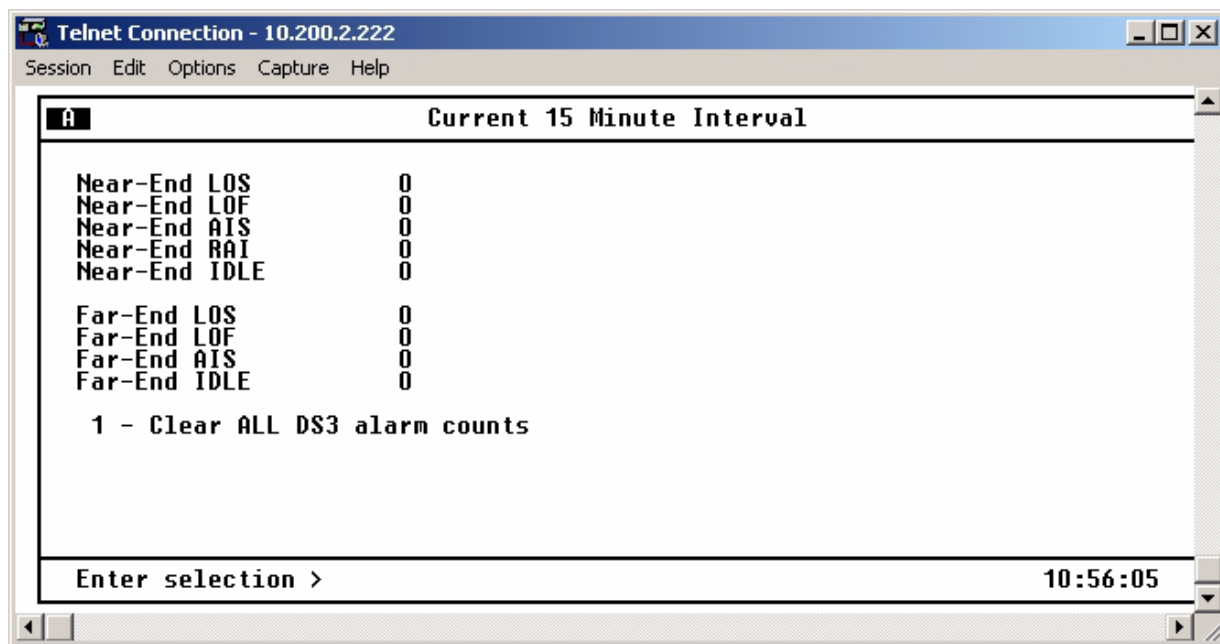 Telnet Connection - 10.200.2.222
Session Edit Options Capture Help
A Current 15 Minute Interval
Near-End LOS 0
Near-End LOF 0
Near-End AIS 0
Near-End RAI 0
Near-End IDLE 0
Far-End LOS 0
Far-End LOF 0
Far-End AIS 0
Far-End IDLE 0
1 - Clear ALL DS3 alarm counts
Enter selection > 10:56:05